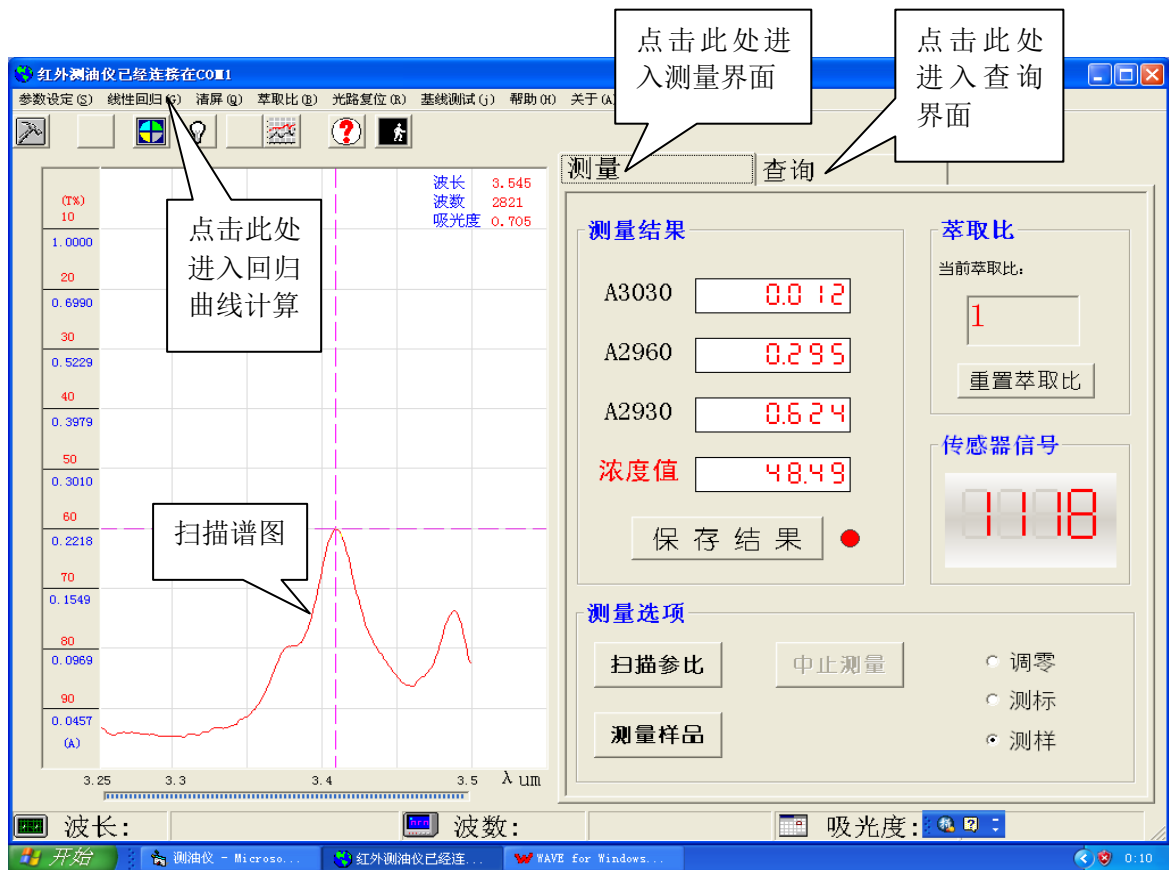 点击此处进
入测量界面
点击此处
进入查询
界面
红外测油仪已经连接在COM1
参数设定(S) 线性回归(G) 清屏(Q) 萃取比(B) 光路复位(R) 基线测试(j) 帮助(H) 关于(A)
测量 查询
波长 3.545
波数 2821
吸光度 0.705
(T%)
10
1.0000
20
0.6990
30
0.5229
40
0.3979
50
0.3010
60
0.2218
70
0.1549
80
0.0969
90
0.0457
(A)
点击此处
进入回归
曲线计算
扫描谱图
3.25 3.3 3.4 3.5 λum
测量结果
A3030 0.012
A2960 0.295
A2930 0.624
浓度值 48.49
保存结果
萃取比
当前萃取比:
1
重置萃取比
传感器信号
1118
测量选项
扫描参比 中止测量
测量样品
调零
测标
测样
波长: 波数: 吸光度:
开始 测油仪 - Microso... 红外测油仪已经连... WAVE for Windows... 0:10